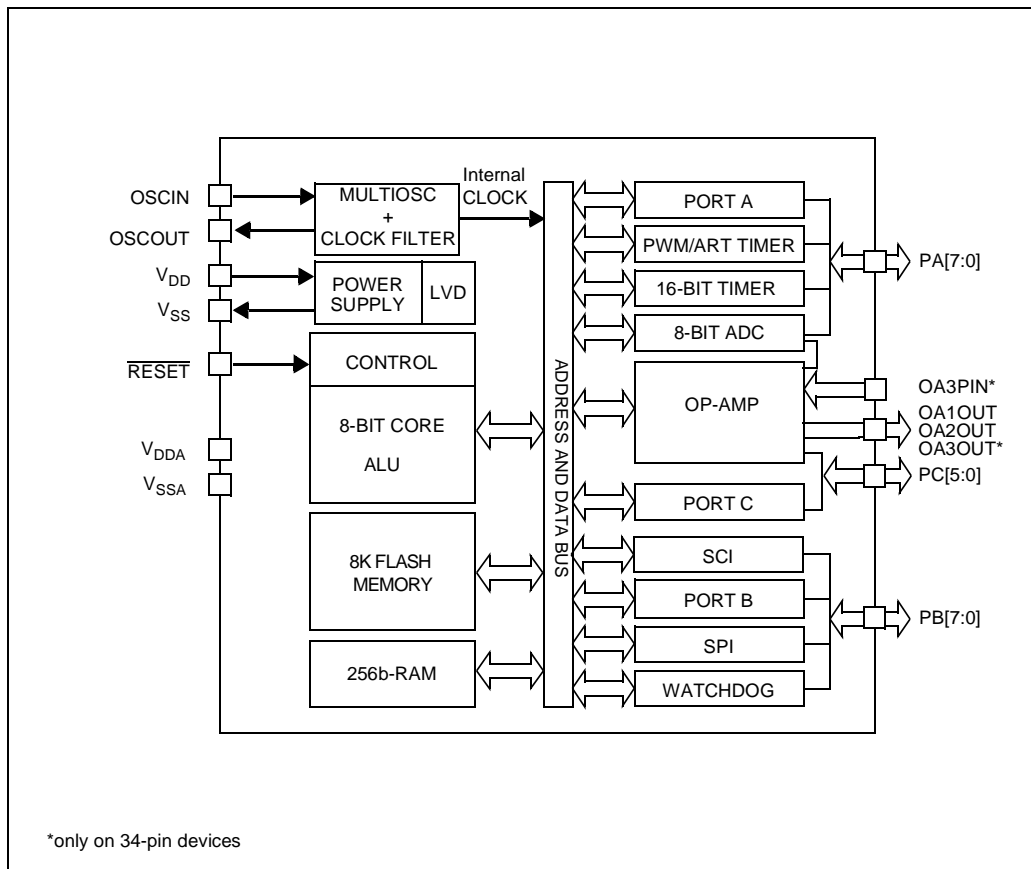 OSCIN
OSCOUT
VDD
VSS
RESET
VDDA
VSSA
MULTIOSC
+
CLOCK FILTER
Internal
CLOCK
POWER
SUPPLY
LVD
CONTROL
8-BIT CORE
ALU
8K FLASH
MEMORY
256b-RAM
ADDRESS AND DATA BUS
PORT A
PWM/ART TIMER
16-BIT TIMER
8-BIT ADC
OP-AMP
PORT C
SCI
PORT B
SPI
WATCHDOG
PA[7:0]
OA3PIN*
OA1OUT
OA2OUT
OA3OUT*
PC[5:0]
PB[7:0]
*only on 34-pin devices